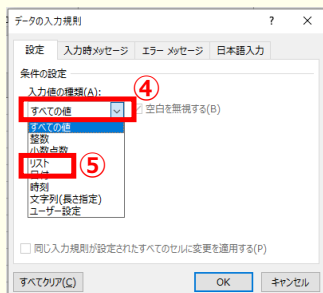 データの入力規則 ? ×
設定 入力時メッセージ エラー メッセージ 日本語入力
条件の設定
入力値の種類(A): ④
すべての値 空白を無視する(B)
すべての値
整数
小数点数
リスト ⑤
日付
時刻
文字列(長さ指定)
ユーザー設定
同じ入力規則が設定されたすべてのセルに変更を適用する(P)
すべてクリア(C) OK キャンセル